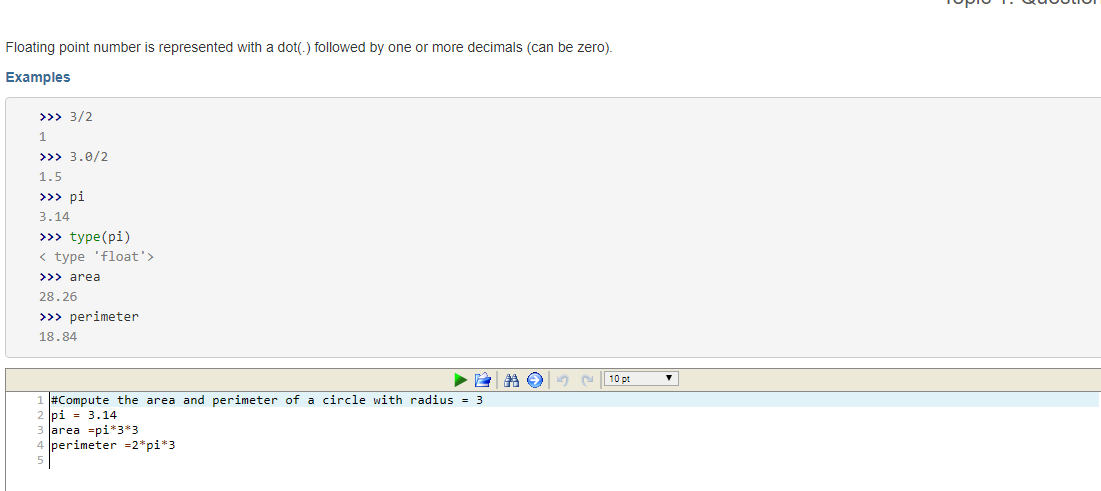 Topic 1: Question
Floating point number is represented with a dot(.) followed by one or more decimals (can be zero).
Examples
>>> 3/2
1
>>> 3.0/2
1.5
>>> pi
3.14
>>> type(pi)
< type 'float'>
>>> area
28.26
>>> perimeter
18.84
10 pt
1 #Compute the area and perimeter of a circle with radius = 3
2 pi = 3.14
3 area =pi*3*3
4 perimeter =2*pi*3
5